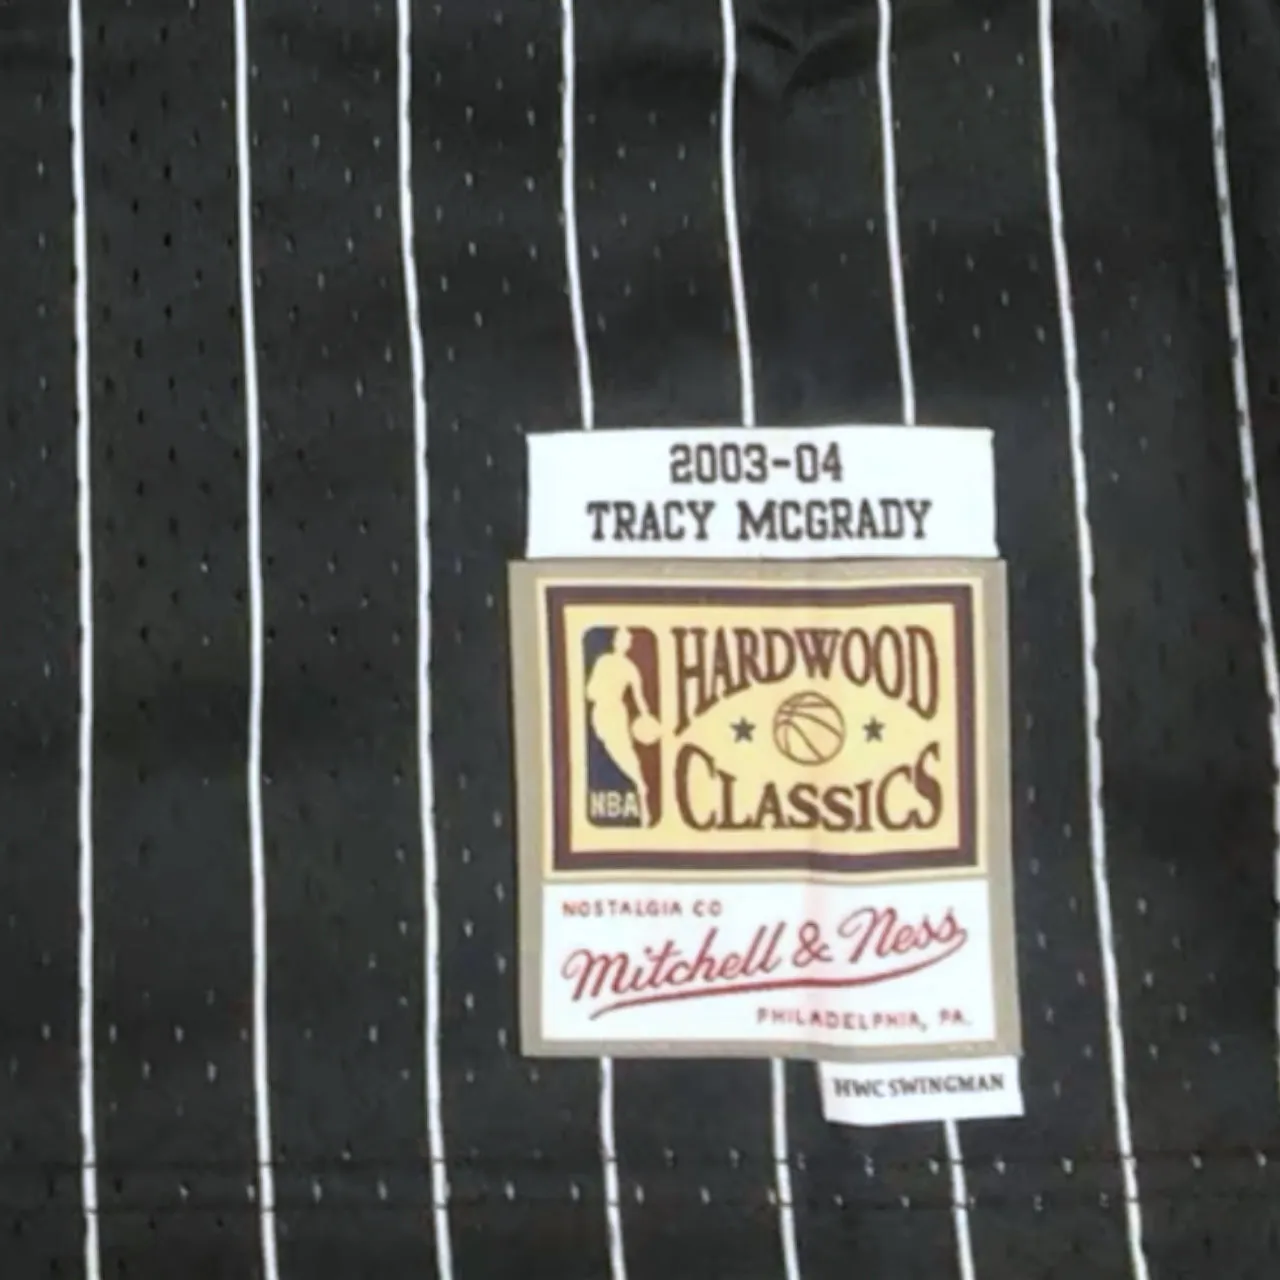 2003-04
TRACY MCGRADY
HARDWOOD
CLASSICS
NBA
NOSTALGIA CO
Mitchell & Ness
PHILADELPHIA, PA.
HWC SWINGMAN